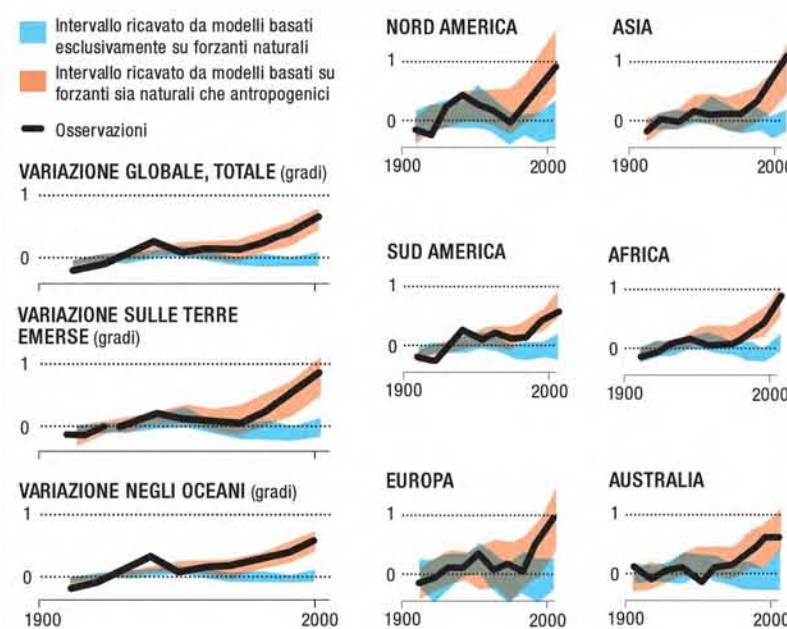 Intervallo ricavato da modelli basati
esclusivamente su forzanti naturali
Intervallo ricavato da modelli basati su
forzanti sia naturali che antropogenici
Osservazioni
VARIAZIONE GLOBALE, TOTALE (gradi)
1
0
VARIAZIONE SULLE TERRE
EMERSE (gradi)
1
0
VARIAZIONE NEGLI OCEANI (gradi)
1
0
1900 2000
NORD AMERICA
1
0
1900 2000
ASIA
1
0
1900 2000
SUD AMERICA
1
0
1900 2000
AFRICA
1
0
1900 2000
EUROPA
1
0
1900 2000
AUSTRALIA
1
0
1900 2000